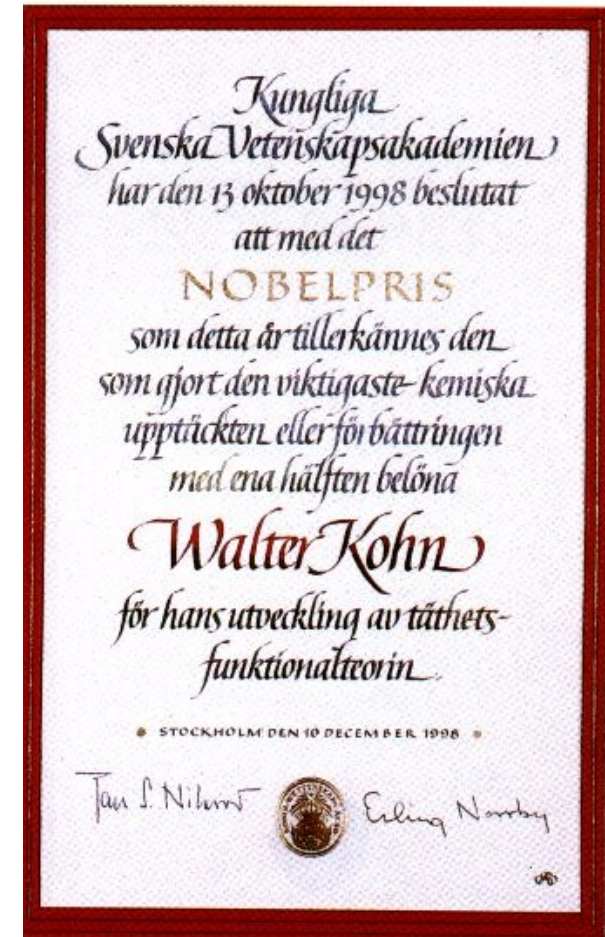 Kungliga
Svenska Vetenskapsakademien
har den 13 oktober 1998 beslutat
att med det
NOBELPRIS
som detta år tillerkännes den
som gjort den viktigaste kemiska
upptäckten eller förbättringen
med ena hälften belöna
Walter Kohn
för hans utveckling av täthets-
funktionalteorin
STOCKHOLM DEN 10 DECEMBER 1998
Jan S. Nilsson Erling Norrby